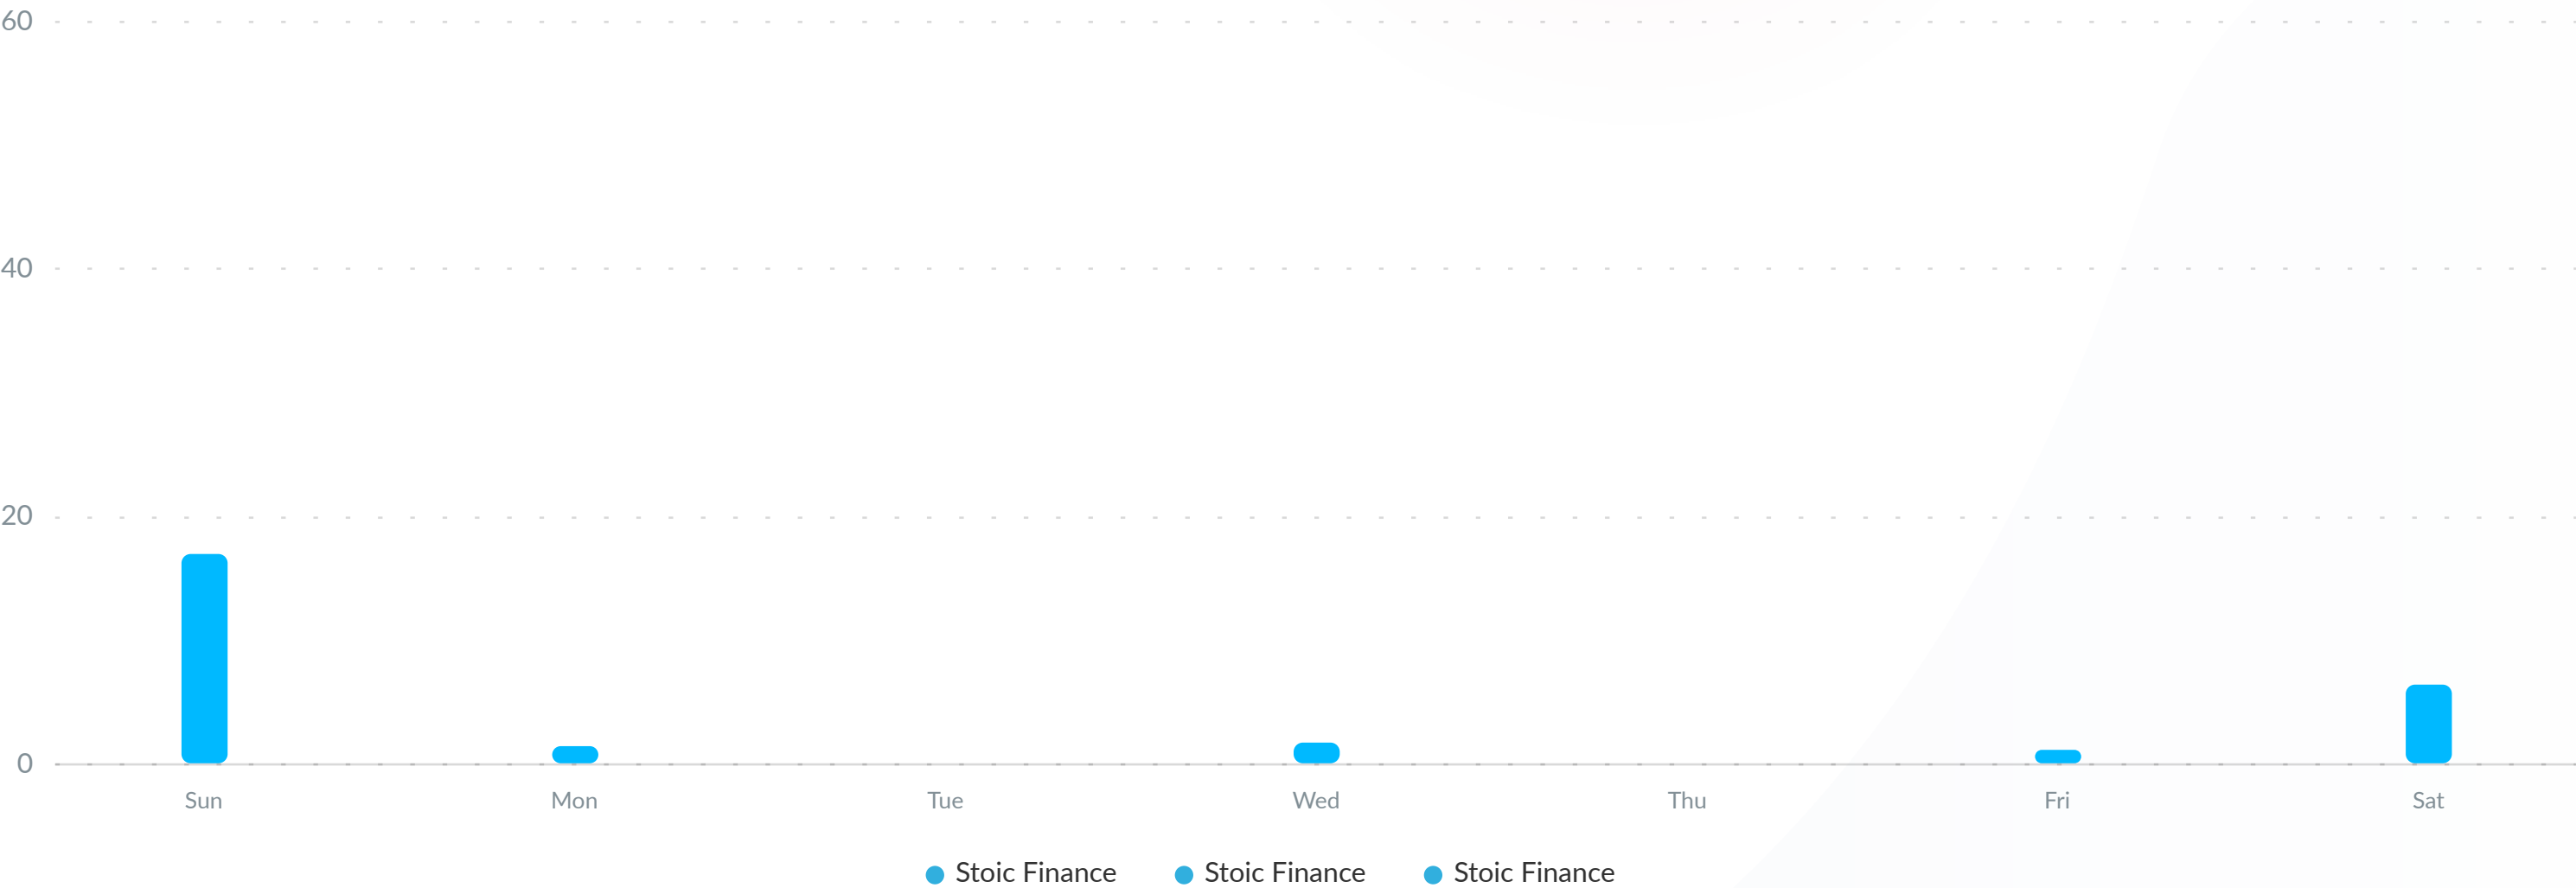 60
40
20
0
Sun Mon Tue Wed Thu Fri Sat
Stoic Finance Stoic Finance Stoic Finance